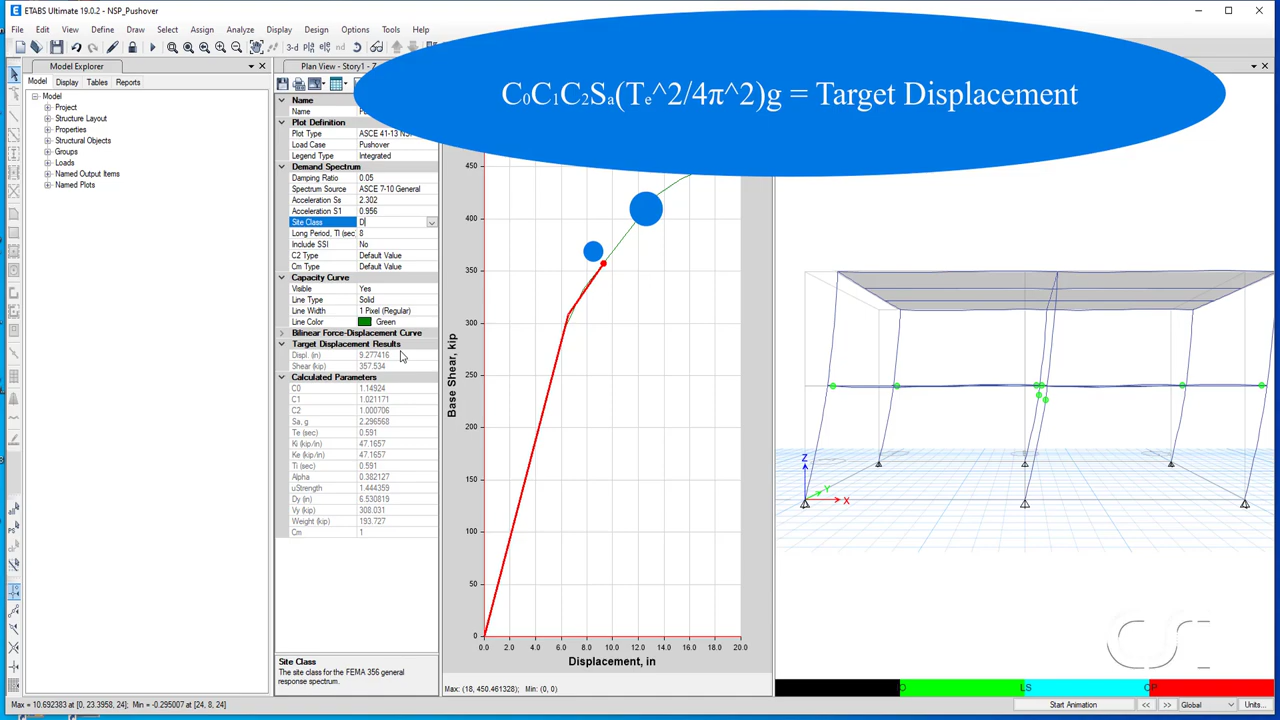 ETABS Ultimate 19.0.2 - NSP_Pushover
File Edit View Define Draw Select Assign Analyze Display Design Options Tools
3-d
Model Explorer
Model Display Tables Reports
Model
Project
Structure Layout
Properties
Structural Objects
Groups
Loads
Named Output Items
Named Plots
Plan View - Story1 - Z
Name
Name
Plot Definition
Plot Type ASCE 41-13 NSP
Load Case Pushover
Legend Type Integrated
Demand Spectrum
Damping Ratio 0.05
Spectrum Source ASCE 7-10 General
Acceleration Ss 2.302
Acceleration S1 0.956
Site Class D
Long Period, Tl (sec 8
Include SSI No
C2 Type Default Value
Cm Type Default Value
Capacity Curve
Visible Yes
Line Type Solid
Line Width 1 Pixel (Regular)
Line Color Green
Bilinear Force-Displacement Curve
Target Displacement Results
Displ. (in) 9.277416
Shear (kip) 357.534
Calculated Parameters
C0 1.14924
C1 1.021171
C2 1.000706
Sa, g 2.296568
Te (sec) 0.591
Ki (kip/in) 47.1657
Ke (kip/in) 47.1657
Ti (sec) 0.591
Alpha 0.382127
uStrength 1.444359
Dy (in) 6.530819
Vy (kip) 308.031
Weight (kip) 193.727
Cm 1
Site Class
The site class for the FEMA 356 general
response spectrum.
C₀C₁C₂Sₐ(Tₑ^2/4π^2)g = Target Displacement
450
400
350
300
250
200
150
100
50
0
Base Shear, kip
0.0 2.0 4.0 6.0 8.0 10.0 12.0 14.0 16.0 18.0 20.0
Displacement, in
Max: (18, 450.461328); Min: (0, 0)
Z
Y
X
CSI
IO LS CP
Max = 10.692383 at [0, 23.3958, 24]; Min = -0.295007 at [24, 8, 24]
Start Animation << >> Global Units...